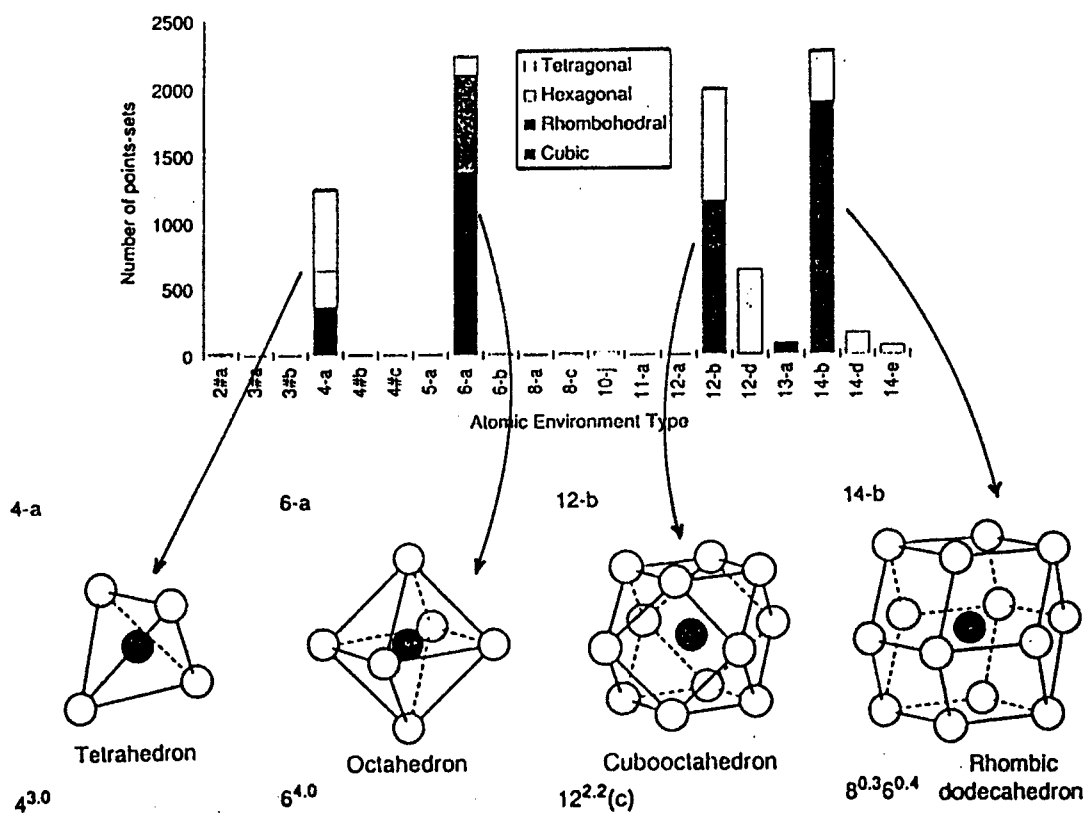 2500
2000
1500
1000
500
0
Number of points-sets
Tetragonal
Hexagonal
Rhombohodral
Cubic
2#a
3#a
3#b
4-a
4#b
4#c
5-a
6-a
6-b
8-a
8-c
10-j
11-a
12-a
12-b
12-d
13-a
14-b
14-d
14-e
Atomic Environment Type
4-a
6-a
12-b
14-b
Tetrahedron
Octahedron
Cubooctahedron
Rhombic
dodecahedron
4^3.0
6^4.0
12^2.2(c)
8^0.3 6^0.4